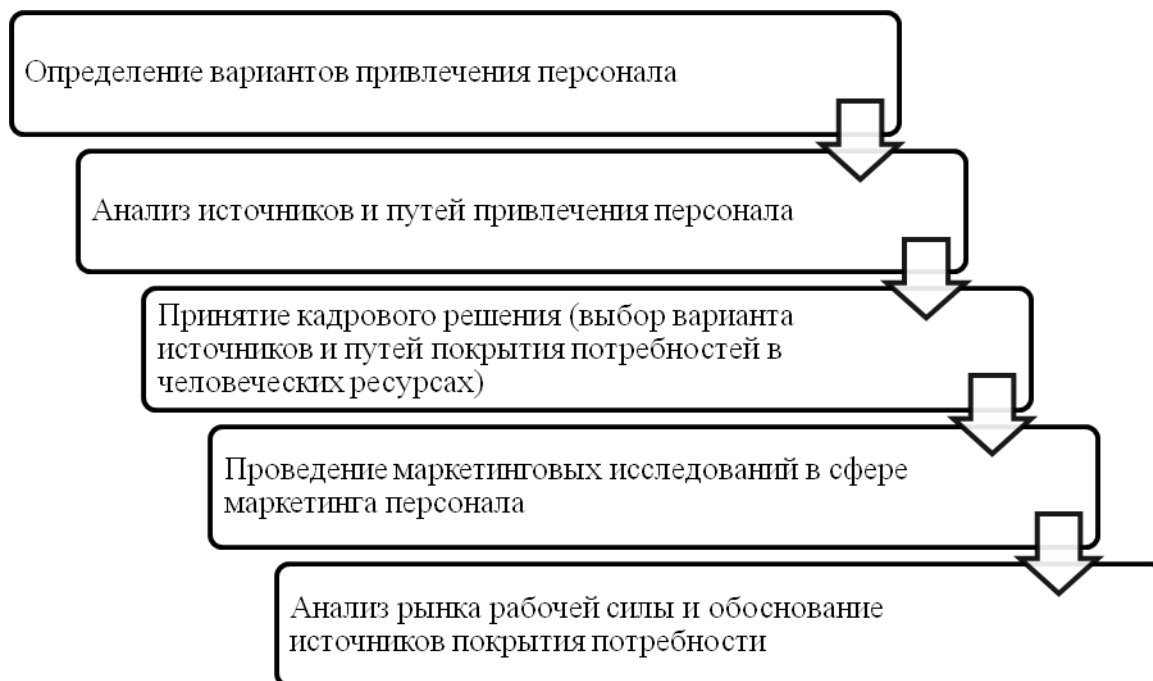 Определение вариантов привлечения персонала
Анализ источников и путей привлечения персонала
Принятие кадрового решения (выбор варианта
источников и путей покрытия потребностей в
человеческих ресурсах)
Проведение маркетинговых исследований в сфере
маркетинга персонала
Анализ рынка рабочей силы и обоснование
источников покрытия потребности